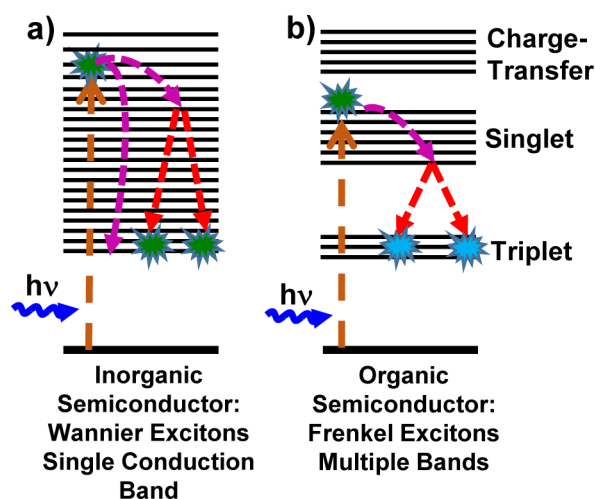 a)
hν
Inorganic
Semiconductor:
Wannier Excitons
Single Conduction
Band
b)
Charge-
Transfer
Singlet
Triplet
hν
Organic
Semiconductor:
Frenkel Excitons
Multiple Bands